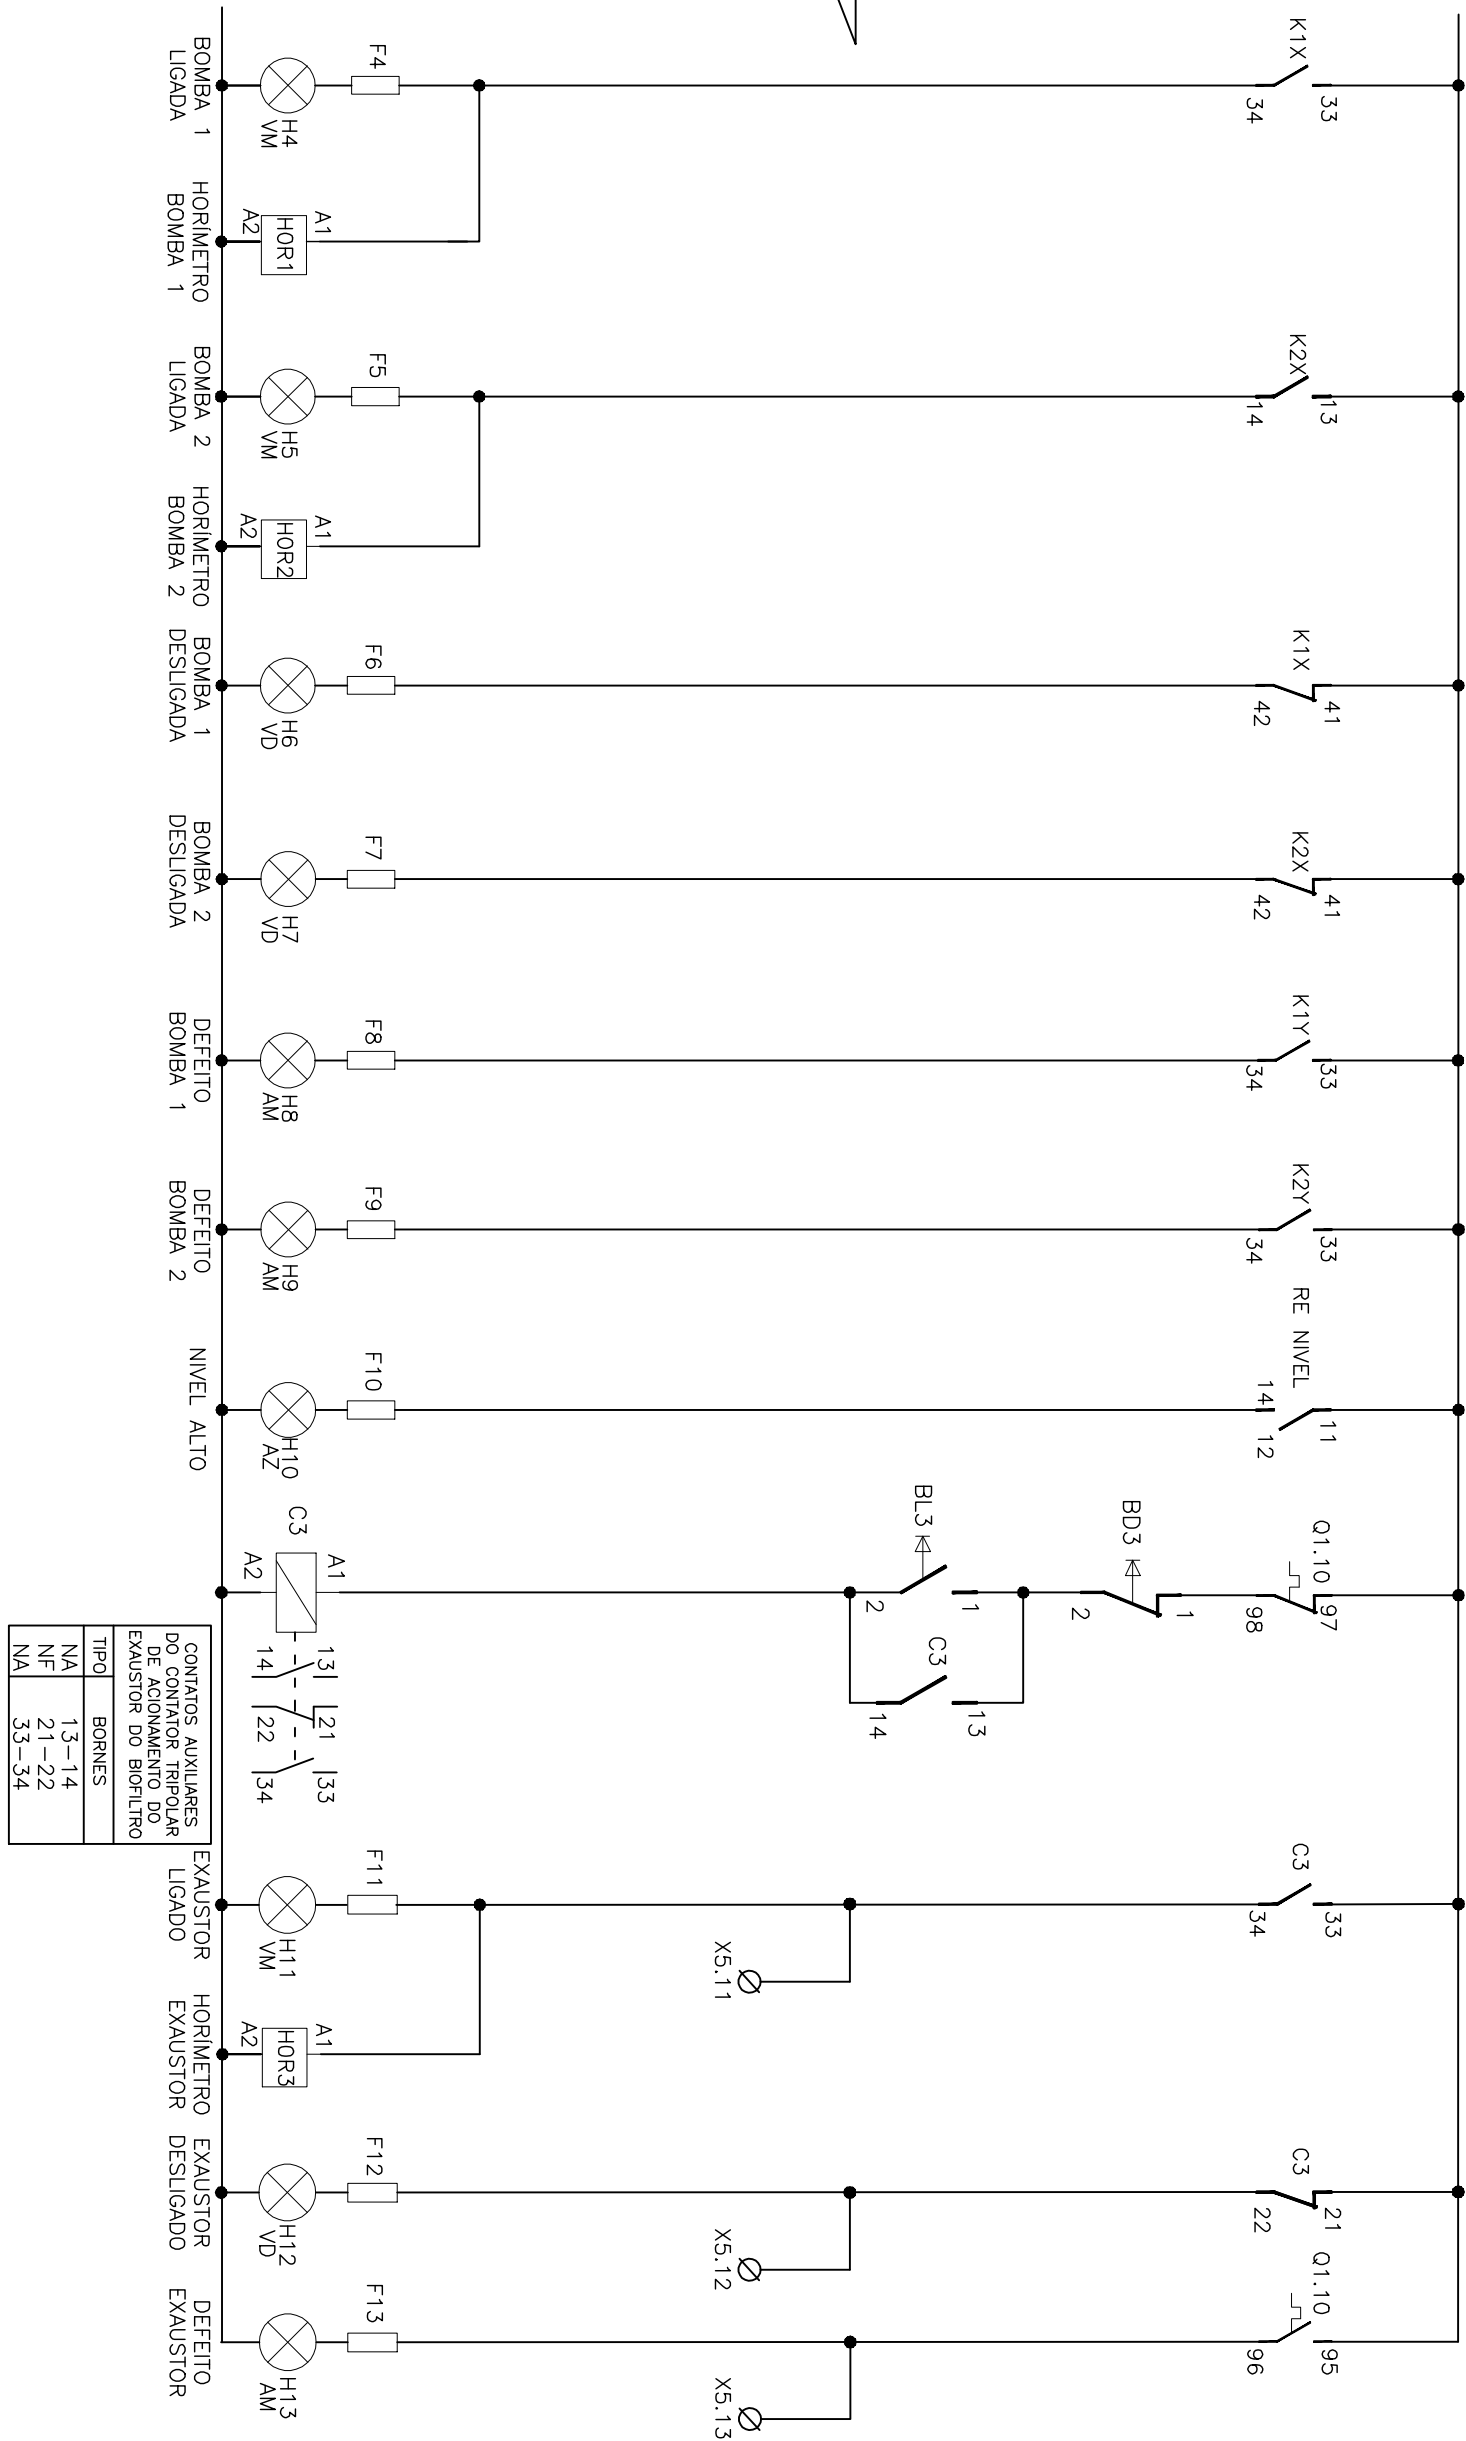 K1X
33
34
F4
H4
VM
BOMBA 1
LIGADA
A1
HOR1
A2
HORÍMETRO
BOMBA 1
K2X
13
14
F5
H5
VM
BOMBA 2
LIGADA
A1
HOR2
A2
HORÍMETRO
BOMBA 2
K1X
41
42
F6
H6
VD
BOMBA 1
DESLIGADA
K2X
41
42
F7
H7
VD
BOMBA 2
DESLIGADA
K1Y
33
34
F8
H8
AM
DEFEITO
BOMBA 1
K2Y
33
34
F9
H9
AM
DEFEITO
BOMBA 2
RE NIVEL
11
14
12
F10
H10
AZ
NIVEL ALTO
Q1.10
97
98
BD3
1
2
BL3
1
2
C3
13
14
C3
A1
A2
13
14
21
22
33
34
CONTATOS AUXILIARES
DO CONTATOR TRIPOLAR
DE ACIONAMENTO DO
EXAUSTOR DO BIOFILTRO
TIPO BORNES
NA 13-14
NF 21-22
NA 33-34
C3
33
34
X5.11
F11
H11
VM
EXAUSTOR
LIGADO
A1
HOR3
A2
HORÍMETRO
EXAUSTOR
C3
21
22
X5.12
F12
H12
VD
EXAUSTOR
DESLIGADO
Q1.10
95
96
X5.13
F13
H13
AM
DEFEITO
EXAUSTOR